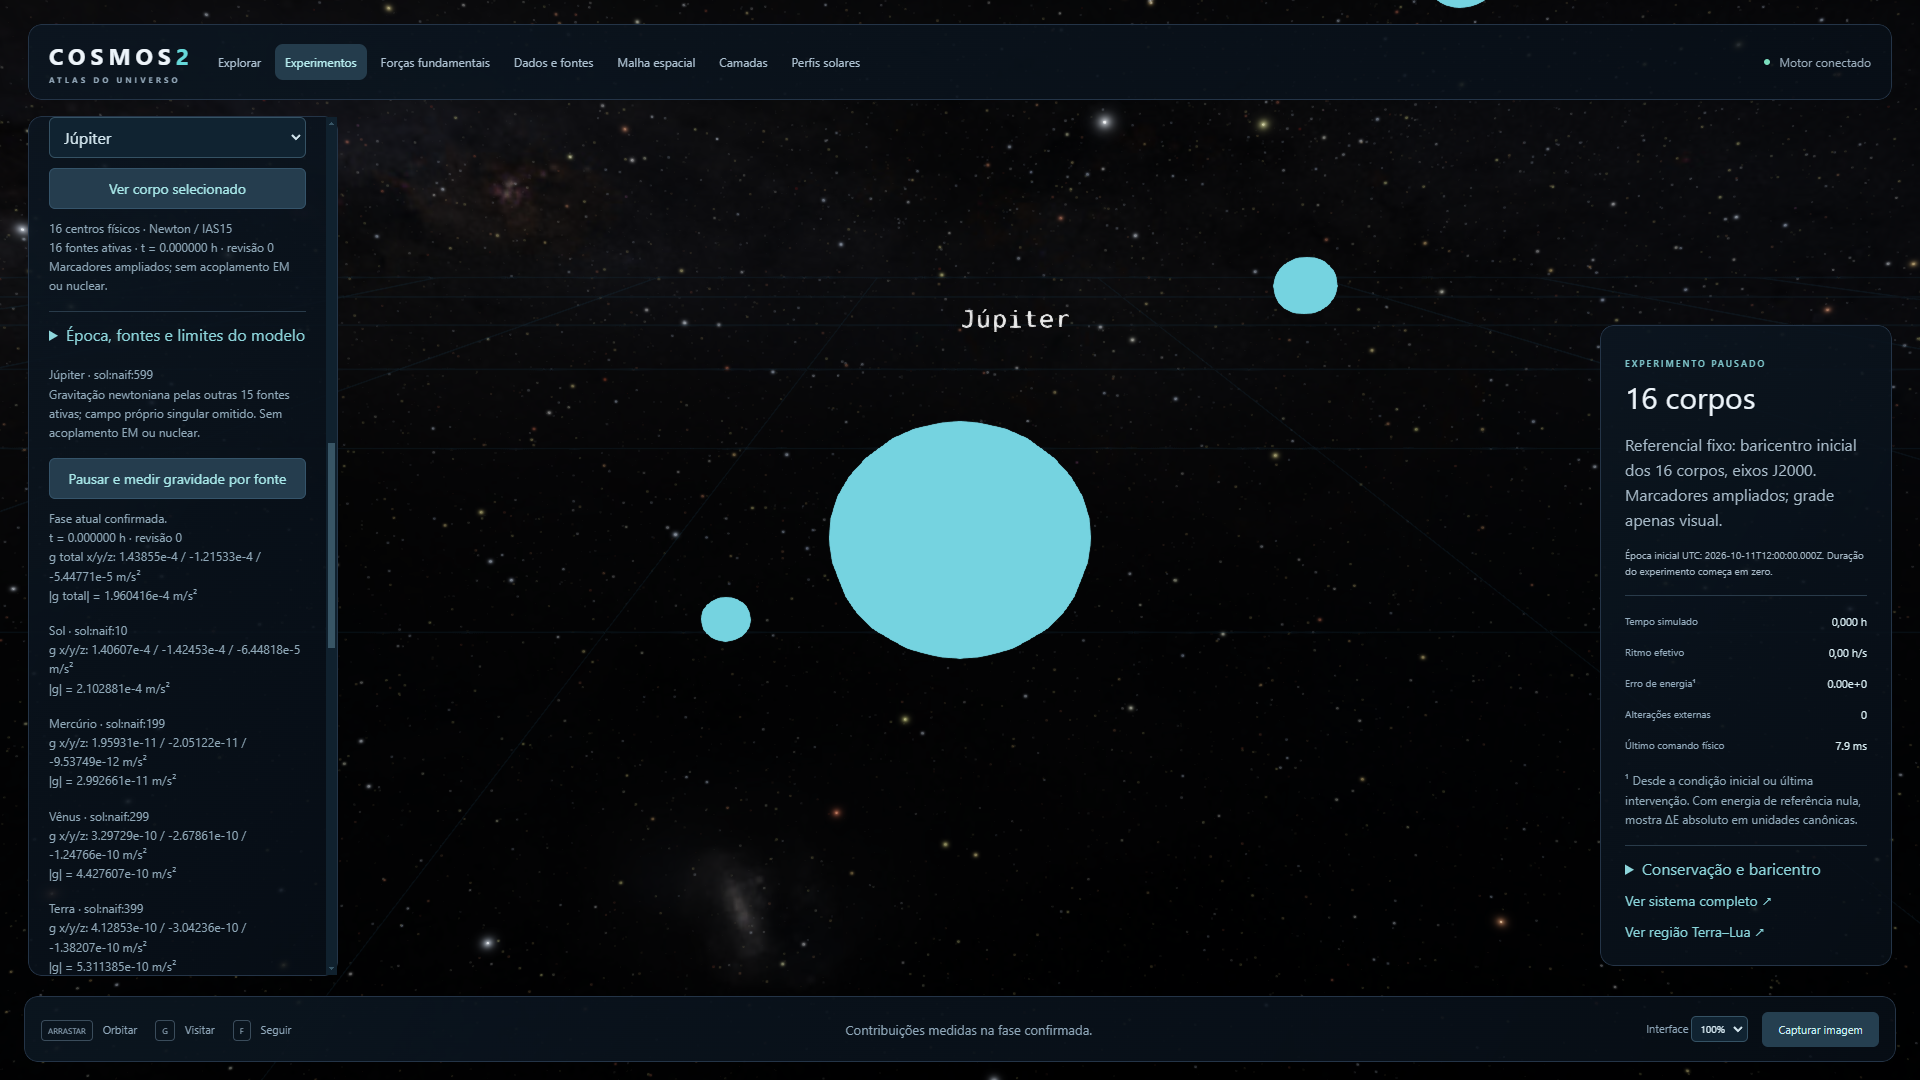 COSMOS2
ATLAS DO UNIVERSO
Explorar
Experimentos
Forças fundamentais
Dados e fontes
Malha espacial
Camadas
Perfis solares
Motor conectado
Júpiter
Ver corpo selecionado
16 centros físicos · Newton / IAS15
16 fontes ativas · t = 0.000000 h · revisão 0
Marcadores ampliados; sem acoplamento EM
ou nuclear.
Época, fontes e limites do modelo
Júpiter · sol:naif:599
Gravitação newtoniana pelas outras 15 fontes
ativas; campo próprio singular omitido. Sem
acoplamento EM ou nuclear.
Pausar e medir gravidade por fonte
Fase atual confirmada.
t = 0.000000 h · revisão 0
g total x/y/z: 1.43855e-4 / -1.21533e-4 /
-5.44771e-5 m/s²
|g total| = 1.960416e-4 m/s²
Sol · sol:naif:10
g x/y/z: 1.40607e-4 / -1.42453e-4 / -6.44818e-5
m/s²
|g| = 2.102881e-4 m/s²
Mercúrio · sol:naif:199
g x/y/z: 1.95931e-11 / -2.05122e-11 /
-9.53749e-12 m/s²
|g| = 2.992661e-11 m/s²
Vênus · sol:naif:299
g x/y/z: 3.29729e-10 / -2.67861e-10 /
-1.24766e-10 m/s²
|g| = 4.427607e-10 m/s²
Terra · sol:naif:399
g x/y/z: 4.12853e-10 / -3.04236e-10 /
-1.38207e-10 m/s²
|g| = 5.311385e-10 m/s²
Júpiter
EXPERIMENTO PAUSADO
16 corpos
Referencial fixo: baricentro inicial
dos 16 corpos, eixos J2000.
Marcadores ampliados; grade
apenas visual.
Época inicial UTC: 2026-10-11T12:00:00.000Z. Duração
do experimento começa em zero.
Tempo simulado 0,000 h
Ritmo efetivo 0,00 h/s
Erro de energia¹ 0.00e+0
Alterações externas 0
Último comando físico 7.9 ms
¹ Desde a condição inicial ou última
intervenção. Com energia de referência nula,
mostra ΔE absoluto em unidades canônicas.
Conservação e baricentro
Ver sistema completo ↗
Ver região Terra–Lua ↗
ARRASTAR Orbitar G Visitar F Seguir
Contribuições medidas na fase confirmada.
Interface 100%
Capturar imagem